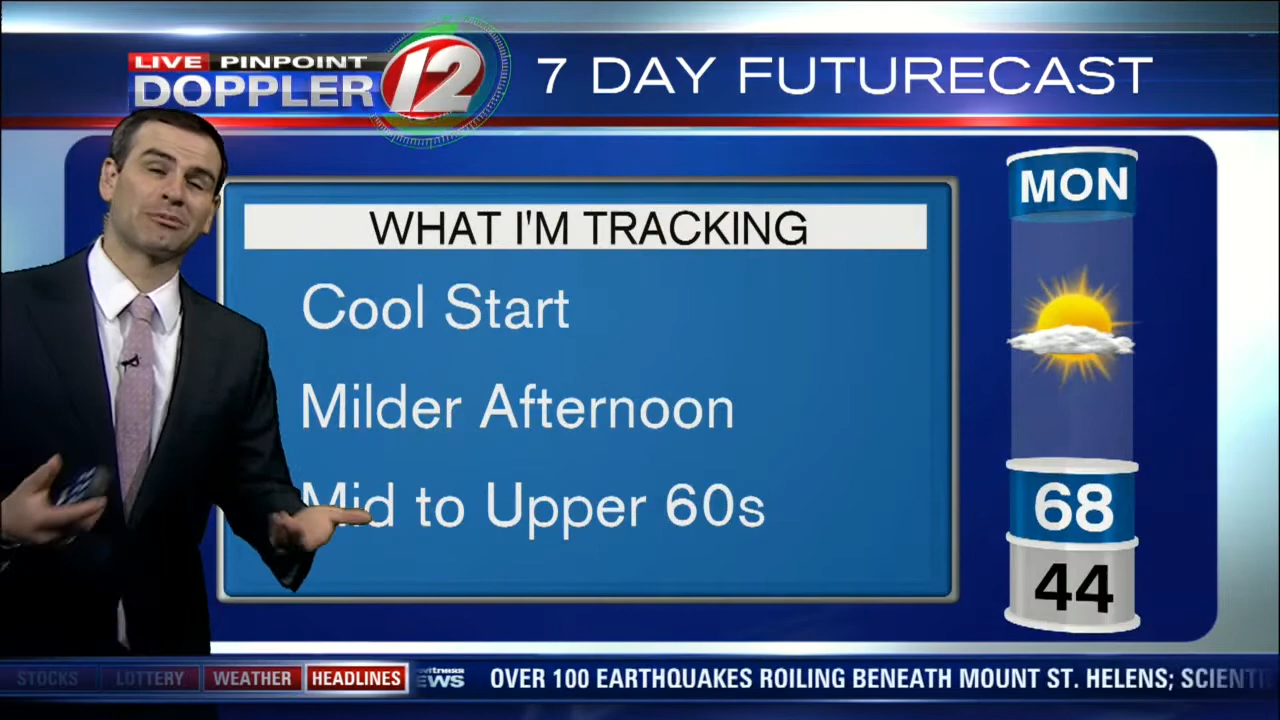 LIVE PINPOINT
DOPPLER 12
7 DAY FUTURECAST
WHAT I'M TRACKING
Cool Start
Milder Afternoon
Mid to Upper 60s
MON
68
44
STOCKS LOTTERY WEATHER HEADLINES
OVER 100 EARTHQUAKES ROILING BENEATH MOUNT ST. HELENS;